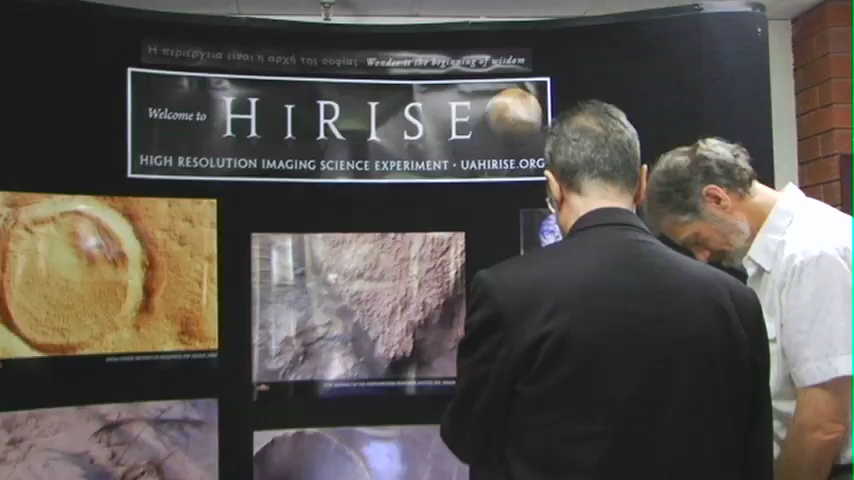 Η περιέργεια είναι η αρχή της σοφίας Wonder is the beginning of wisdom
Welcome to HIRISE
HIGH RESOLUTION IMAGING SCIENCE EXPERIMENT • UAHIRISE.ORG